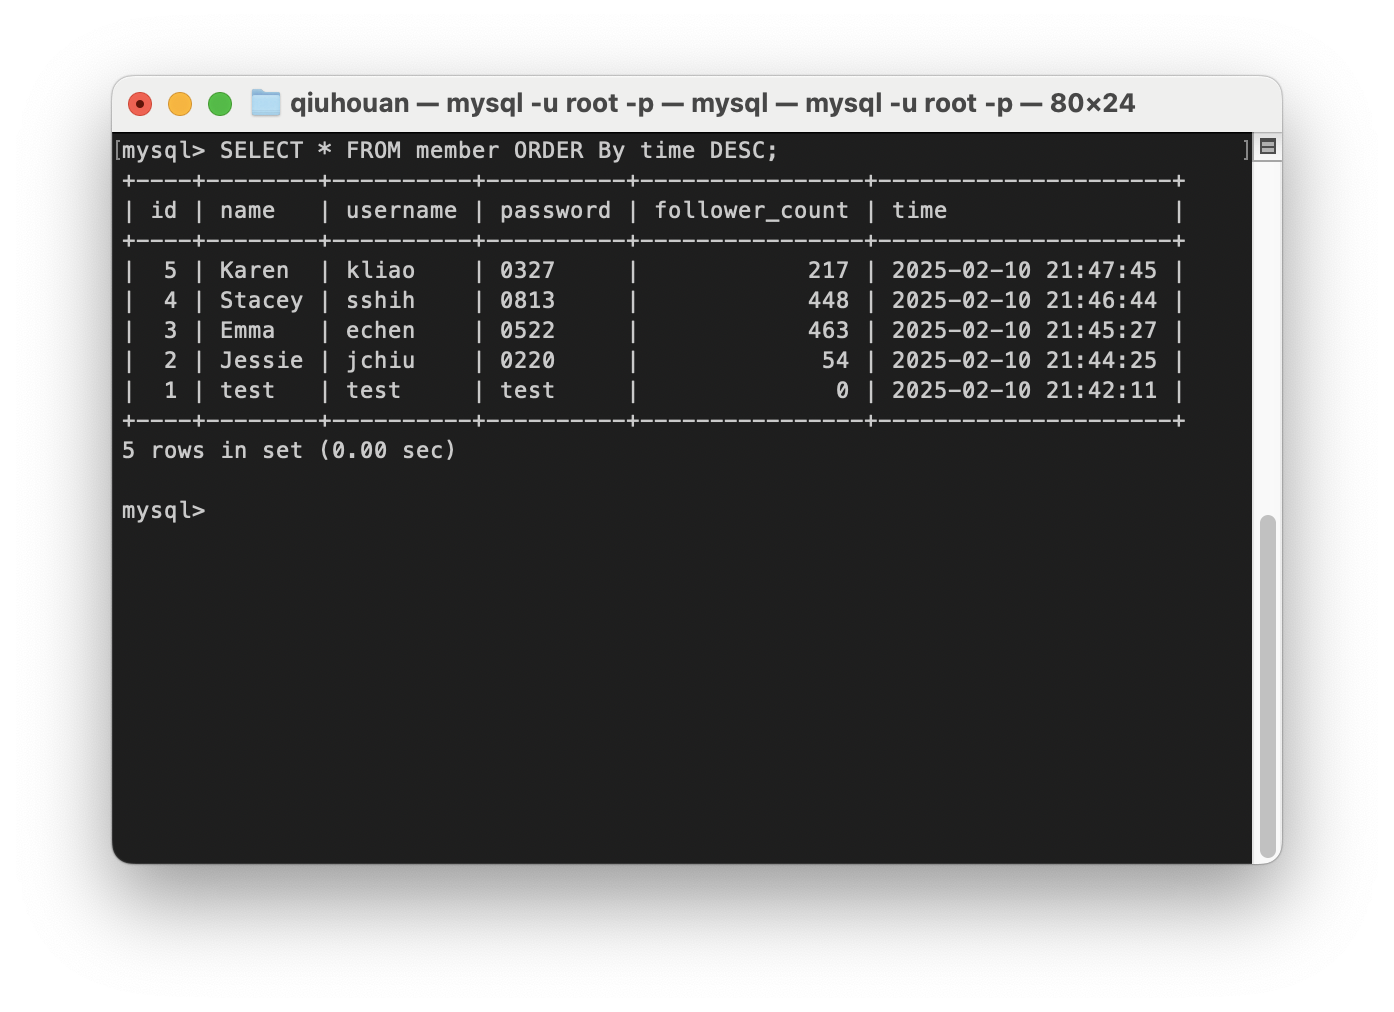 qiuhouan — mysql -u root -p — mysql — mysql -u root -p — 80×24
[mysql> SELECT * FROM member ORDER By time DESC; ]
+----+--------+----------+----------+----------------+---------------------+
| id | name   | username | password | follower_count | time                |
+----+--------+----------+----------+----------------+---------------------+
|  5 | Karen  | kliao    | 0327     |            217 | 2025-02-10 21:47:45 |
|  4 | Stacey | sshih    | 0813     |            448 | 2025-02-10 21:46:44 |
|  3 | Emma   | echen    | 0522     |            463 | 2025-02-10 21:45:27 |
|  2 | Jessie | jchiu    | 0220     |             54 | 2025-02-10 21:44:25 |
|  1 | test   | test     | test     |              0 | 2025-02-10 21:42:11 |
+----+--------+----------+----------+----------------+---------------------+
5 rows in set (0.00 sec)
mysql>